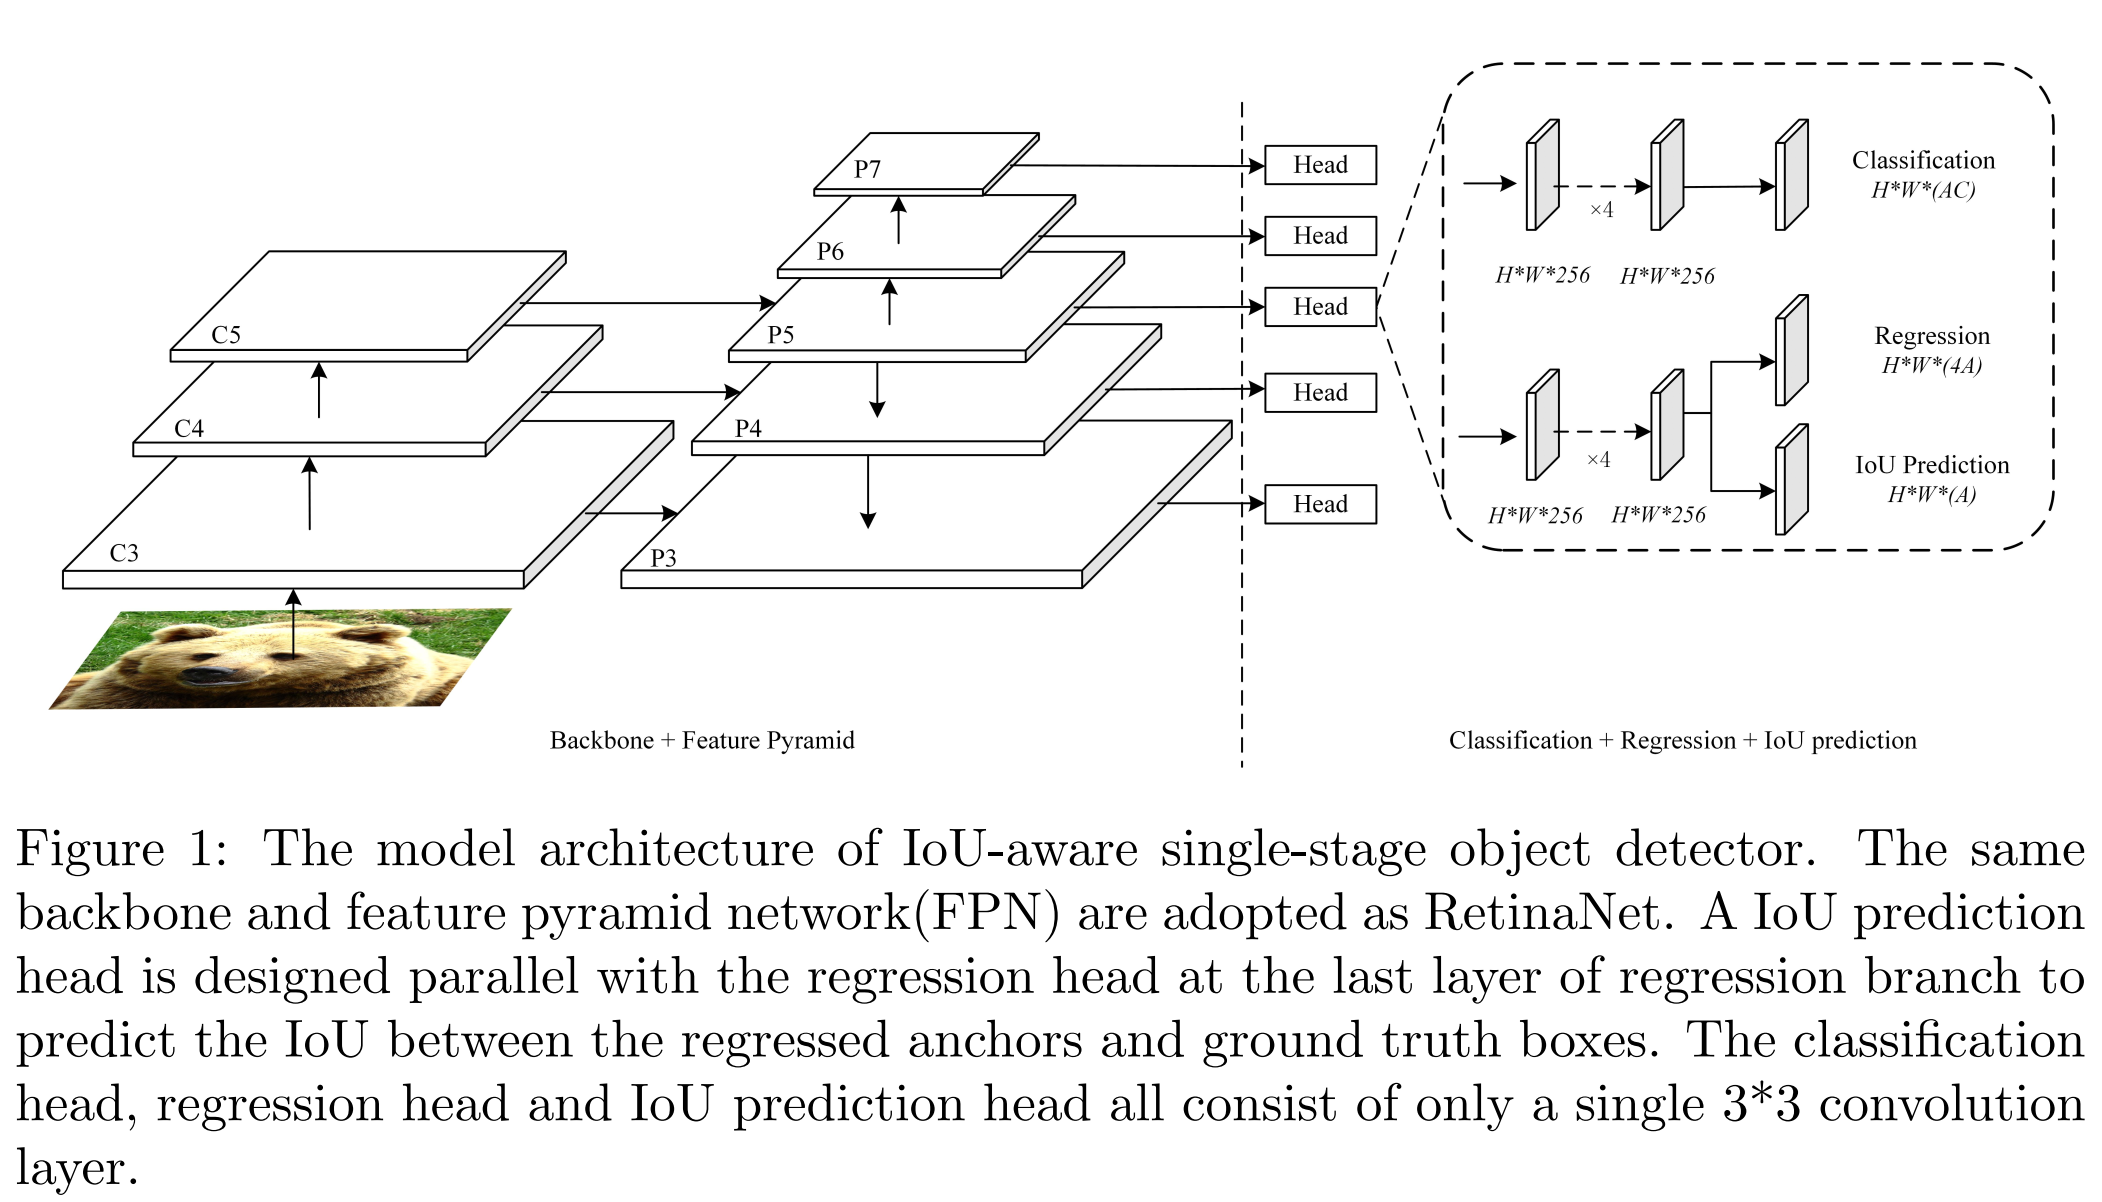 P7
Head
Classification
H*W*(AC)
×4
P6
Head
H*W*256 H*W*256
C5
P5
Head
Regression
H*W*(4A)
C4
P4
Head
×4
IoU Prediction
H*W*(A)
H*W*256 H*W*256
C3
P3
Head
Backbone + Feature Pyramid
Classification + Regression + IoU prediction
Figure 1: The model architecture of IoU-aware single-stage object detector. The same
backbone and feature pyramid network(FPN) are adopted as RetinaNet. A IoU prediction
head is designed parallel with the regression head at the last layer of regression branch to
predict the IoU between the regressed anchors and ground truth boxes. The classification
head, regression head and IoU prediction head all consist of only a single 3*3 convolution
layer.